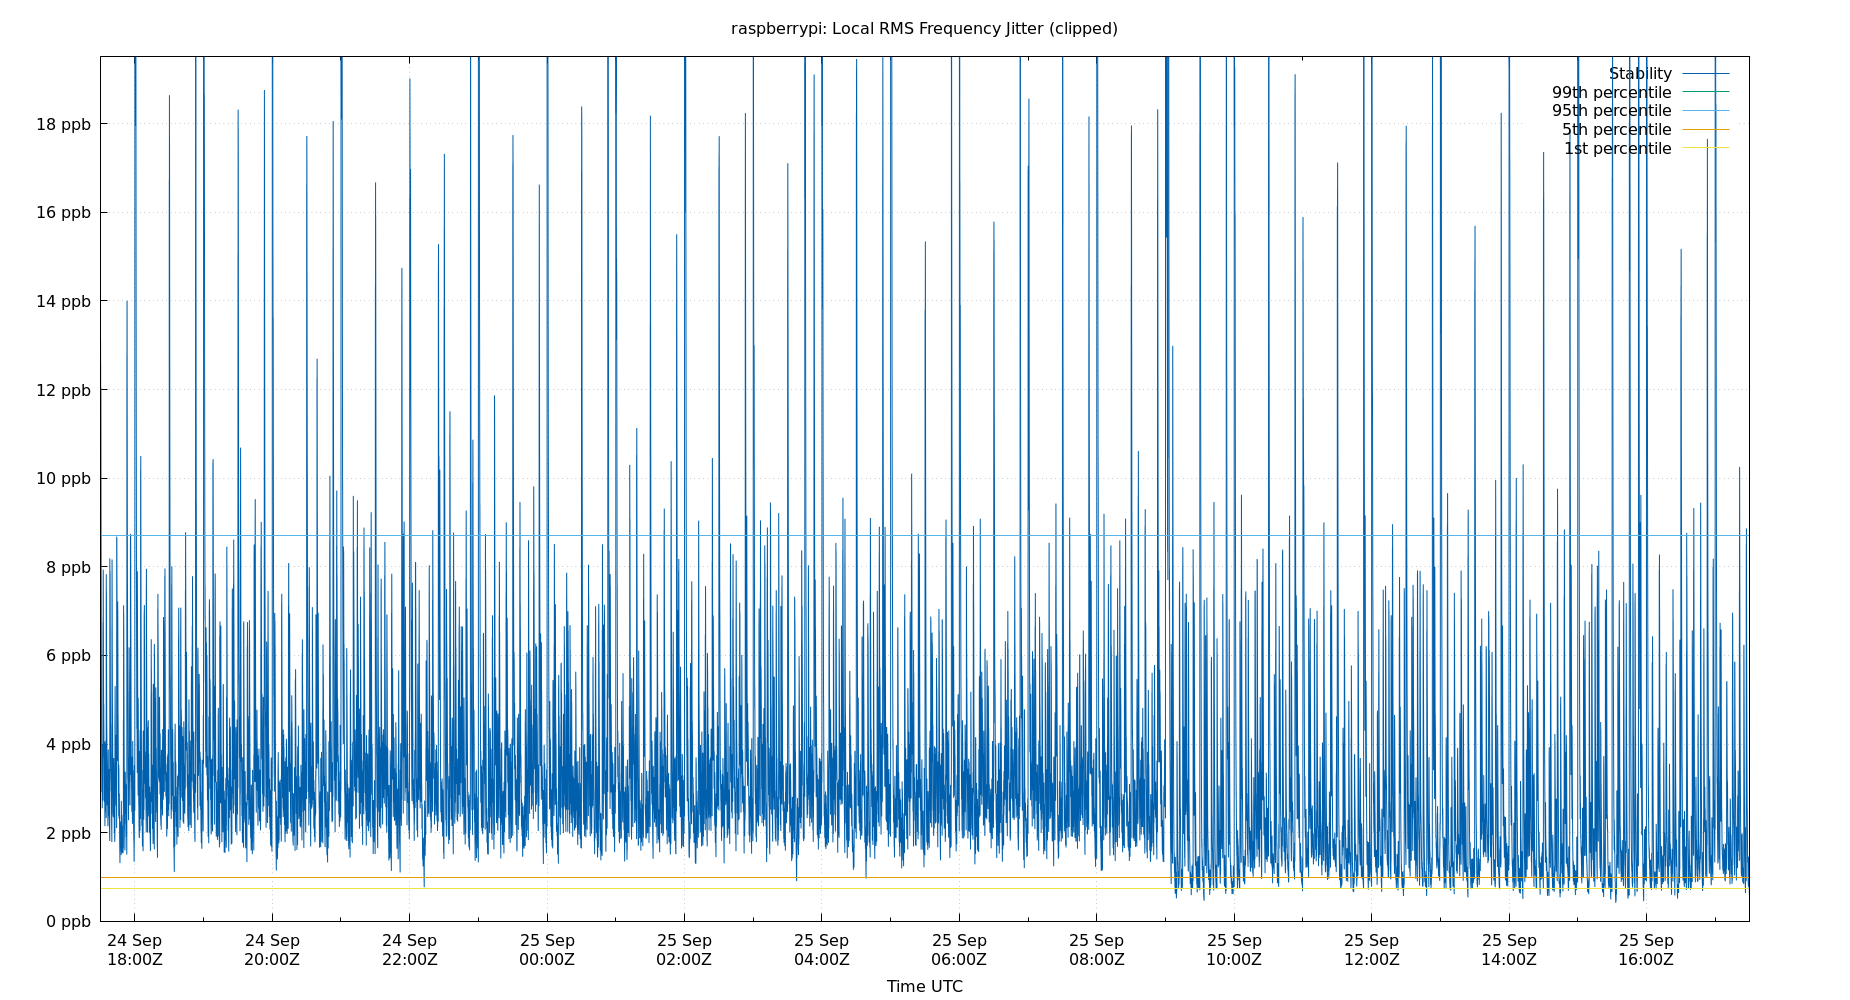 raspberrypi: Local RMS Frequency Jitter (clipped)
Stability
99th percentile
95th percentile
5th percentile
1st percentile
18 ppb
16 ppb
14 ppb
12 ppb
10 ppb
8 ppb
6 ppb
4 ppb
2 ppb
0 ppb
24 Sep 24 Sep 24 Sep 25 Sep 25 Sep 25 Sep 25 Sep 25 Sep 25 Sep 25 Sep 25 Sep 25 Sep
18:00Z 20:00Z 22:00Z 00:00Z 02:00Z 04:00Z 06:00Z 08:00Z 10:00Z 12:00Z 14:00Z 16:00Z
Time UTC